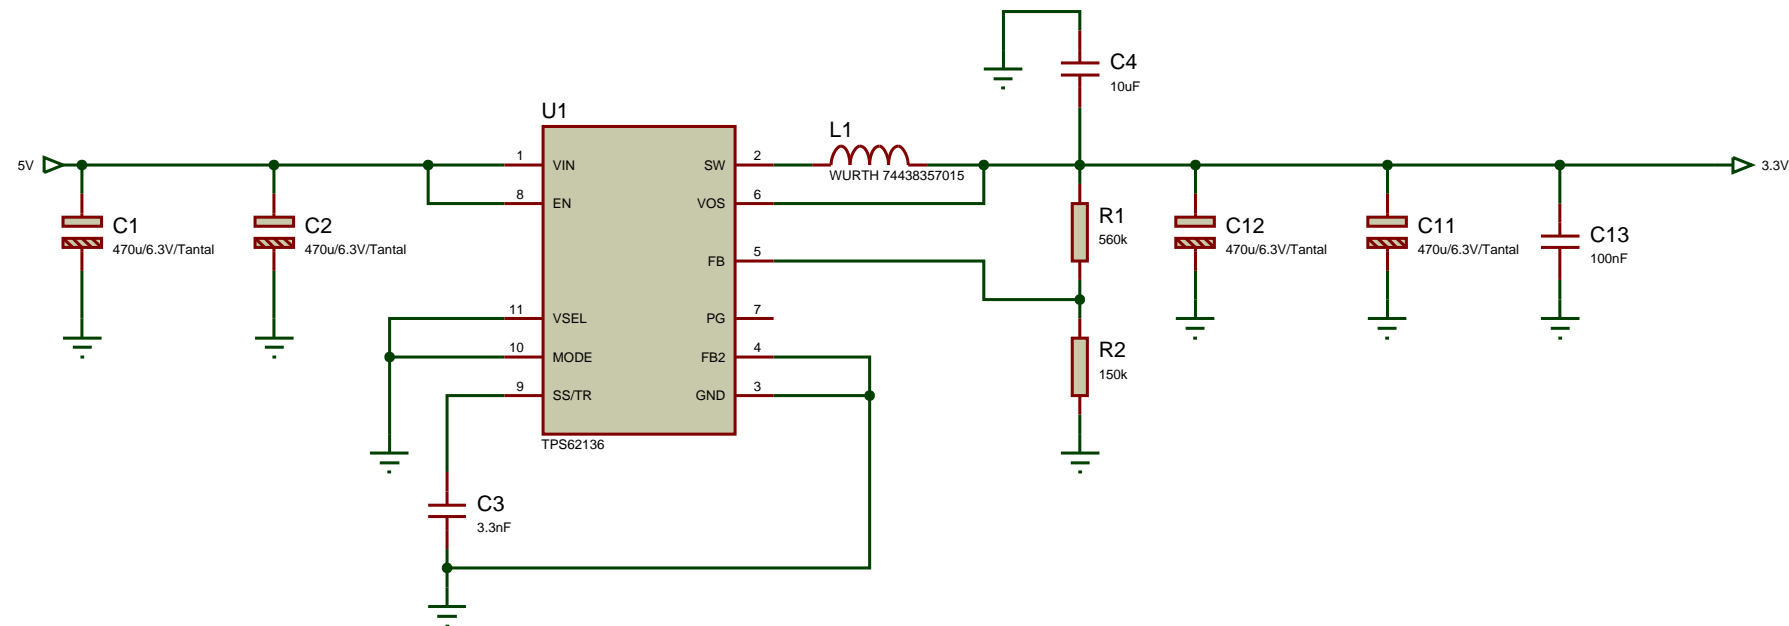 C4
10uF
U1
L1
5V
1
VIN
SW
2
WURTH 74438357015
3.3V
8
EN
VOS
6
C1
470u/6.3V/Tantal
C2
470u/6.3V/Tantal
R1
560k
C12
470u/6.3V/Tantal
C11
470u/6.3V/Tantal
C13
100nF
FB
5
11
VSEL
PG
7
10
MODE
FB2
4
R2
150k
9
SS/TR
GND
3
TPS62136
C3
3.3nF